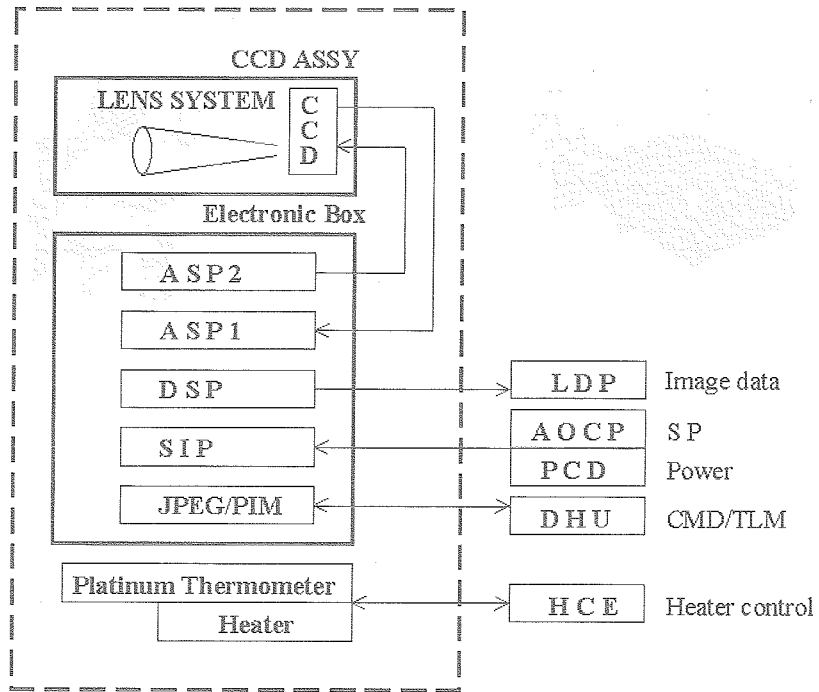 CCD ASSY
LENS SYSTEM
C
C
D
Electronic Box
ASP2
ASP1
DSP
SIP
JPEG/PIM
Platinum Thermometer
Heater
LDP Image data
AOCP SP
PCD Power
DHU CMD/TLM
HCE Heater control